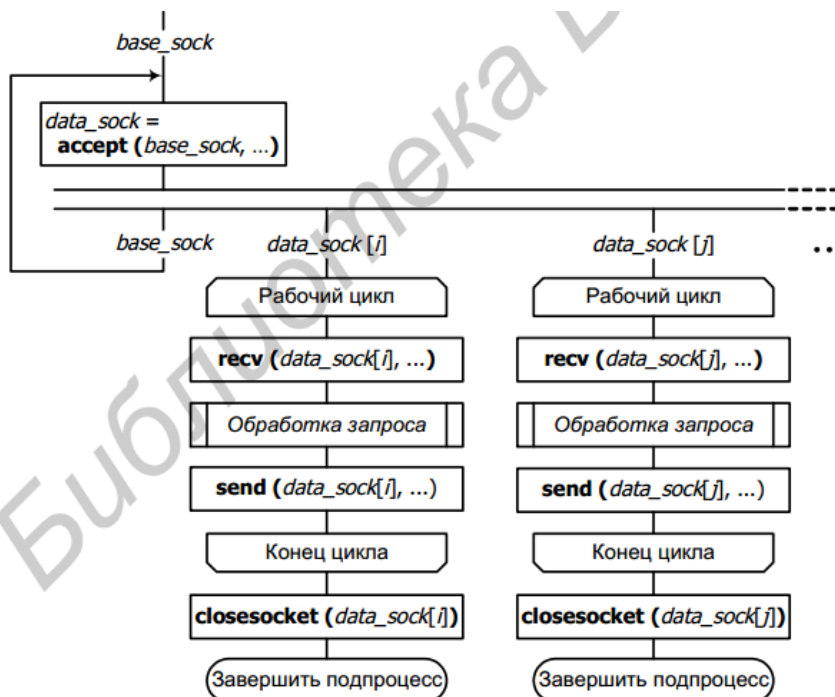 base_sock
data_sock =
accept (base_sock, ...)
base_sock
data_sock [i]
data_sock [j]
...
Рабочий цикл
Рабочий цикл
recv (data_sock[i], ...)
recv (data_sock[j], ...)
Обработка запроса
Обработка запроса
send (data_sock[i], ...)
send (data_sock[j], ...)
Конец цикла
Конец цикла
closesocket (data_sock[i])
closesocket (data_sock[j])
Завершить подпроцесс
Завершить подпроцесс
Библиотека